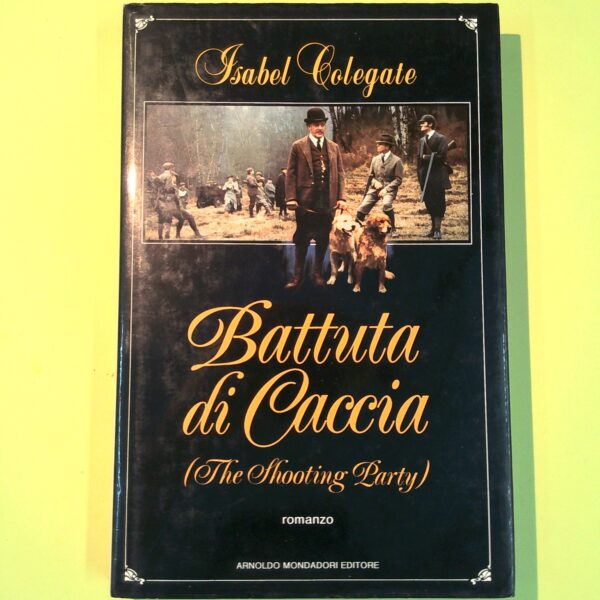 Isabel Colegate
Battuta
di Caccia
(The Shooting Party)
romanzo
ARNOLDO MONDADORI EDITORE